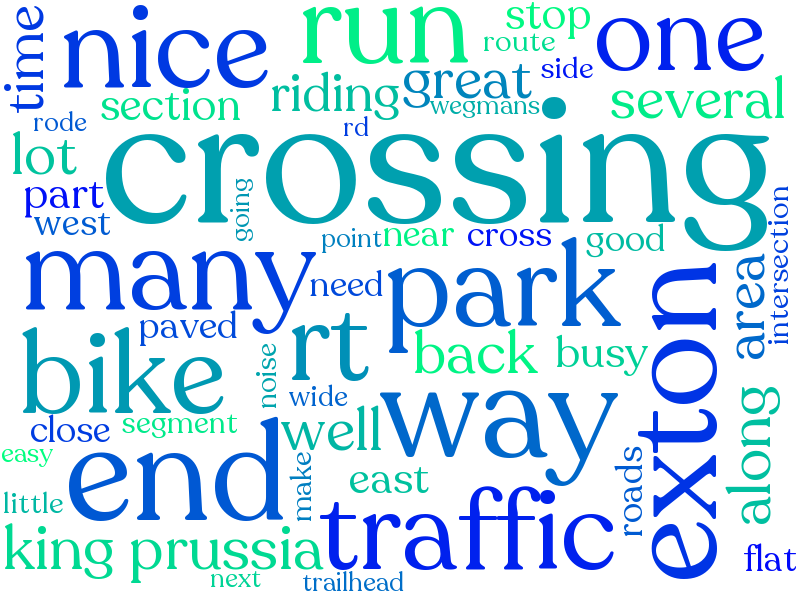 time
nice
run
stop
route
one
side
riding
great
wegmans
several
section
rode
rd
lot
crossing
part
west
going
point
near
cross
good
intersection
many
need
park
exton
area
paved
bike
noise
rt
back
busy
wide
way
close
segment
well
along
easy
end
make
east
roads
little
traffic
king prussia
flat
next
trailhead